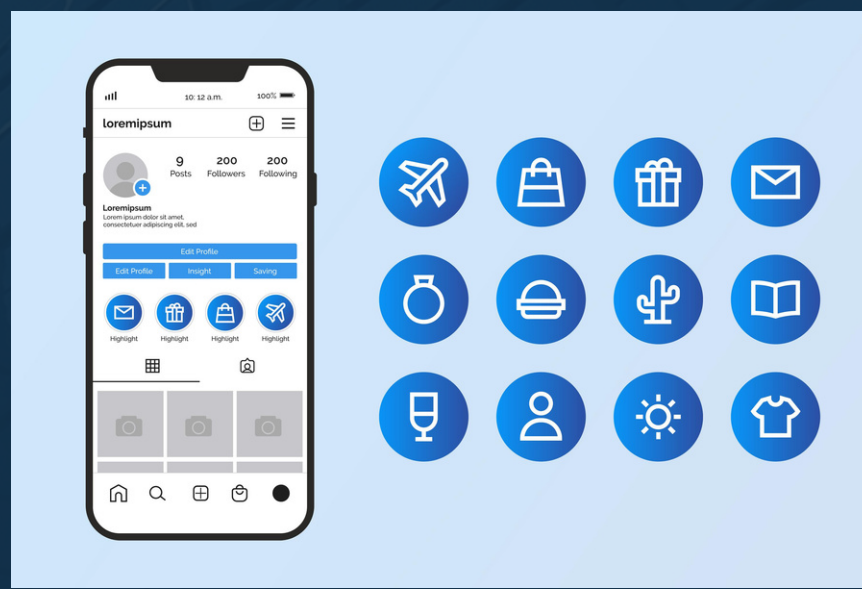 10: 12 a.m. 100%
loremipsum
9 200 200
Posts Followers Following
Loremipsum
Lorem ipsum dolor sit amet,
consectetuer adipiscing elit, sed
Edit Profile
Edit Profile Insight Saving
Highlight Highlight Highlight Highlight